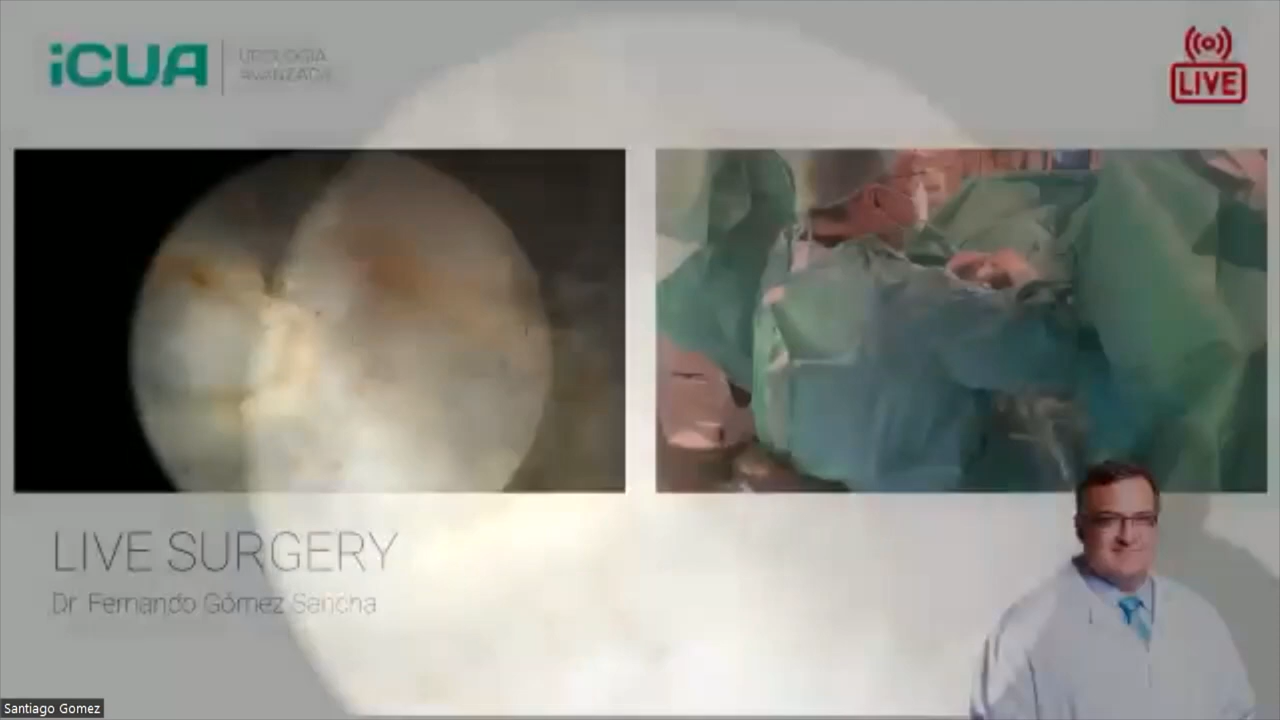 iCUA
UROLOGÍA
AVANZADA
LIVE
LIVE SURGERY
Dr. Fernando Gómez Sancha
Santiago Gomez